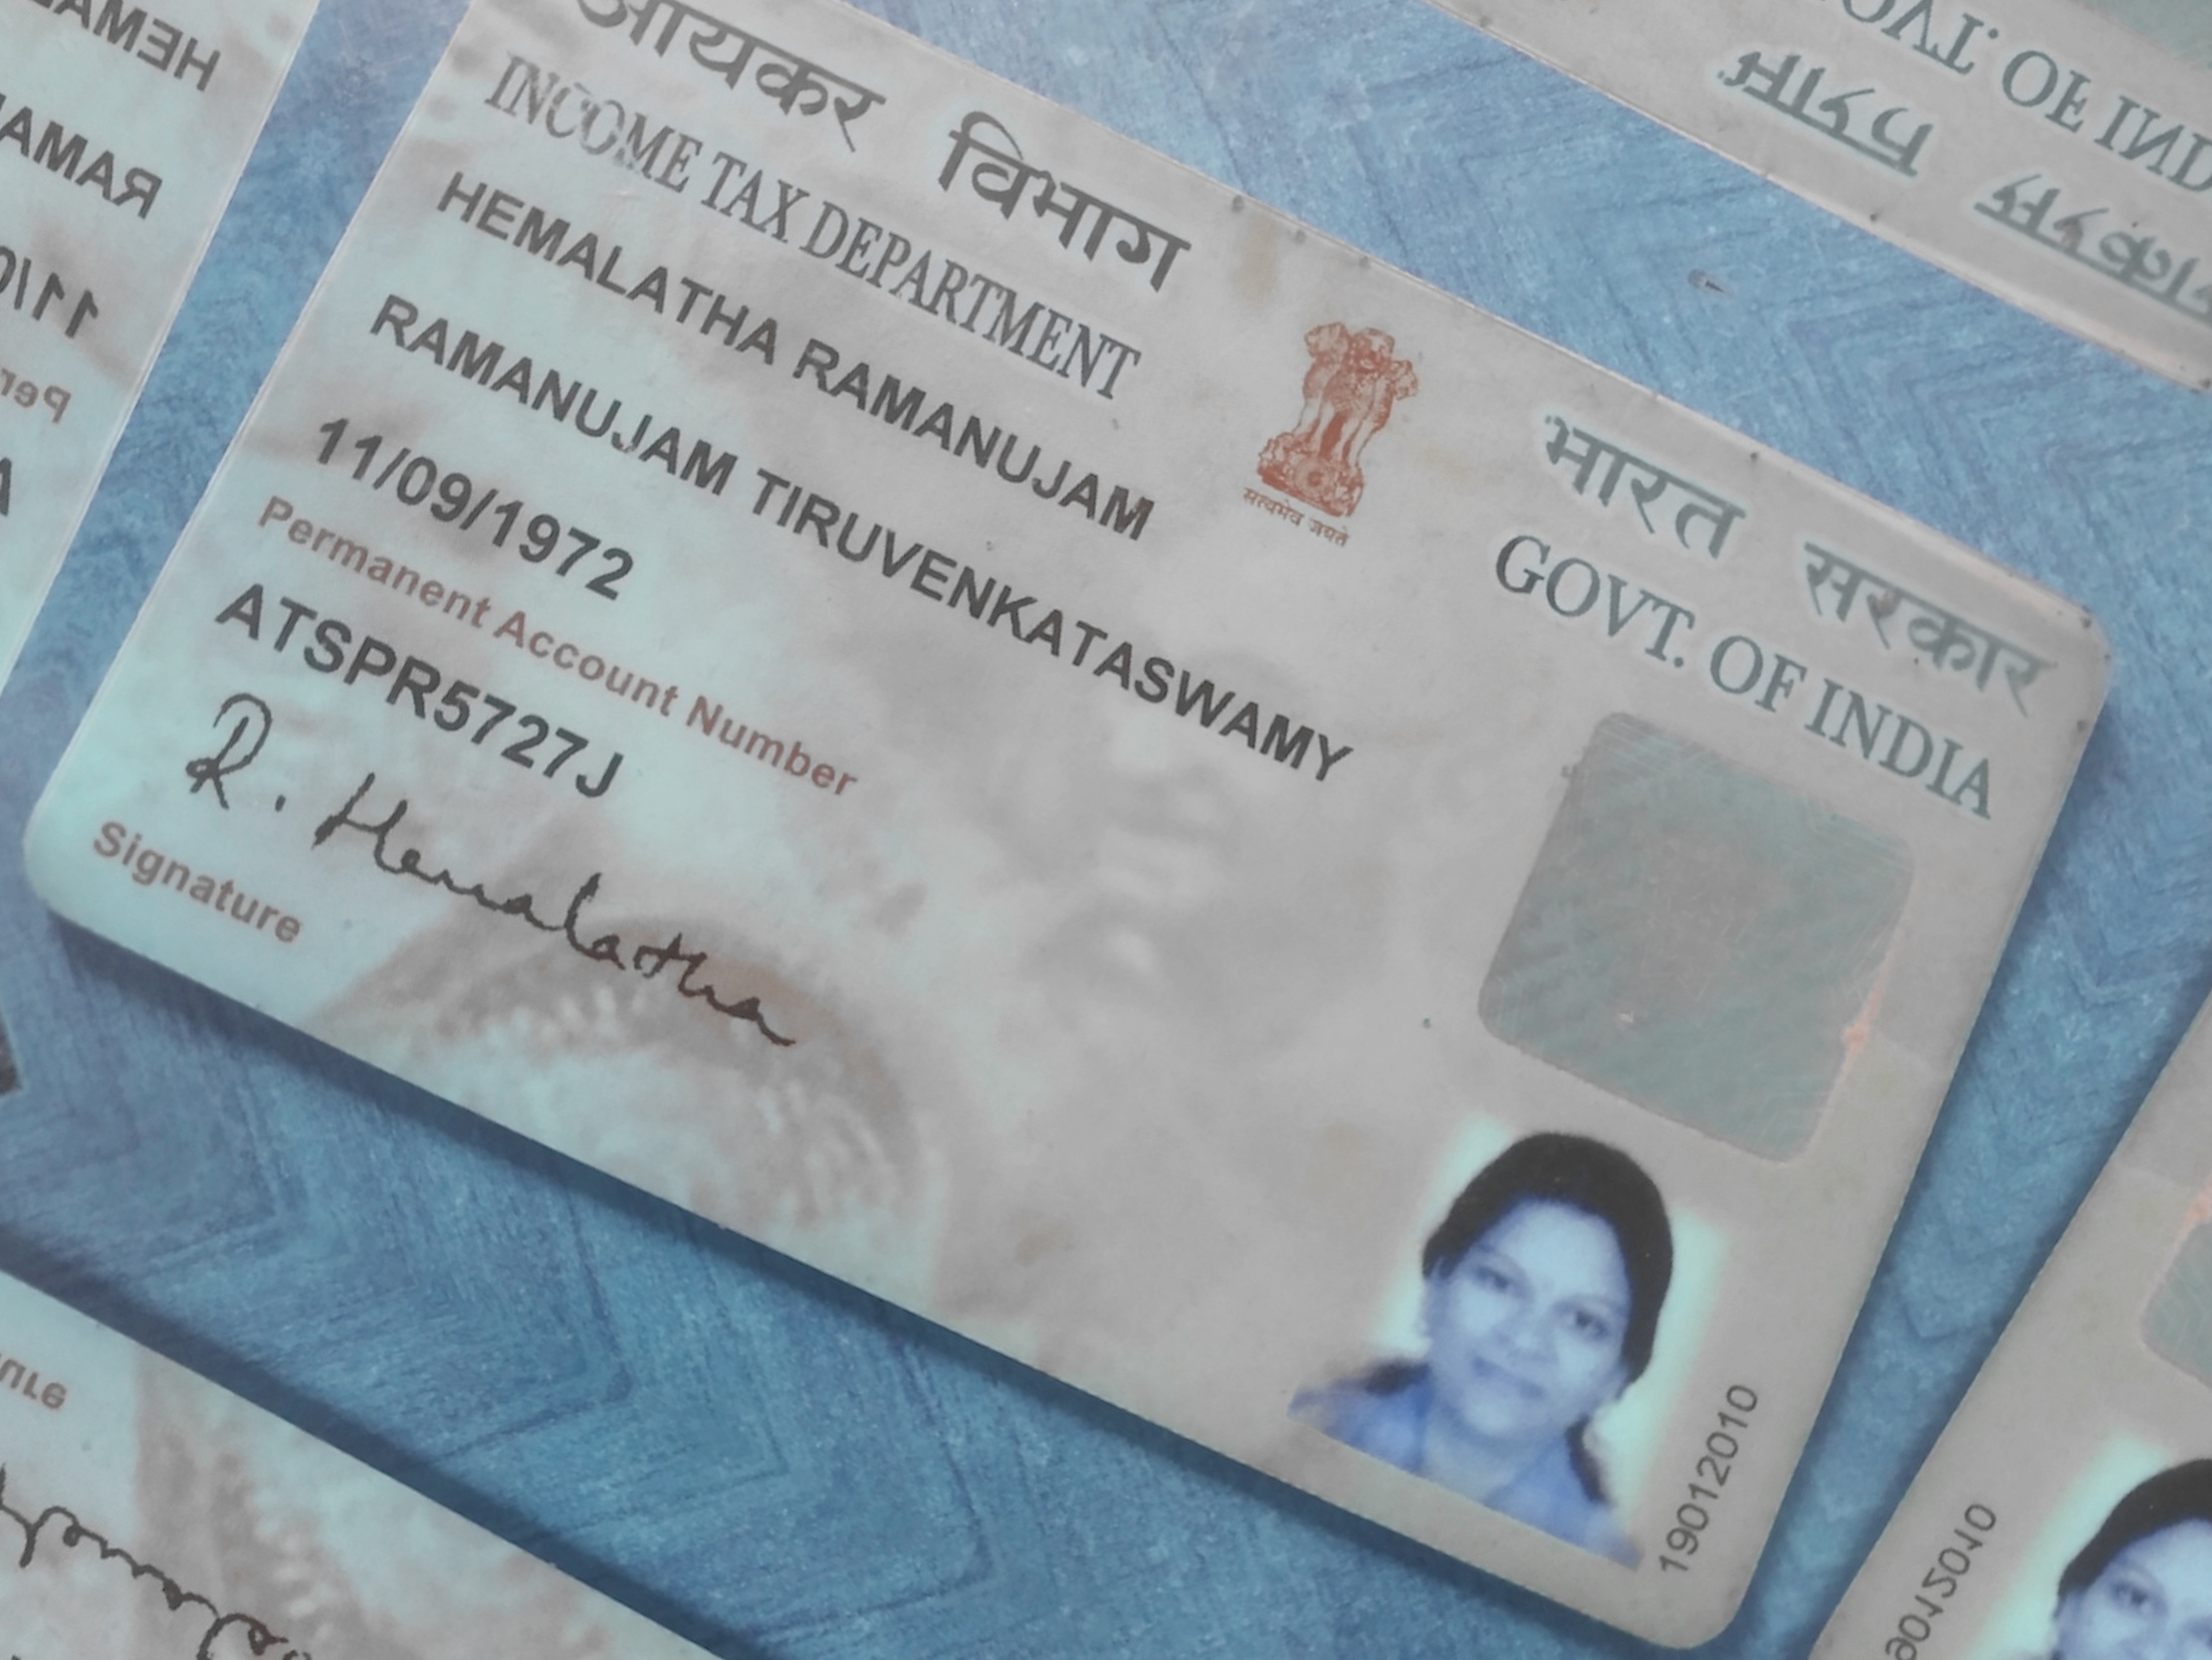 आयकर विभाग
INCOME TAX DEPARTMENT
भारत सरकार
GOVT. OF INDIA
सत्यमेव जयते
HEMALATHA RAMANUJAM
RAMANUJAM TIRUVENKATASWAMY
11/09/1972
Permanent Account Number
ATSPR5727J
R. Hemalatha
Signature
190122010